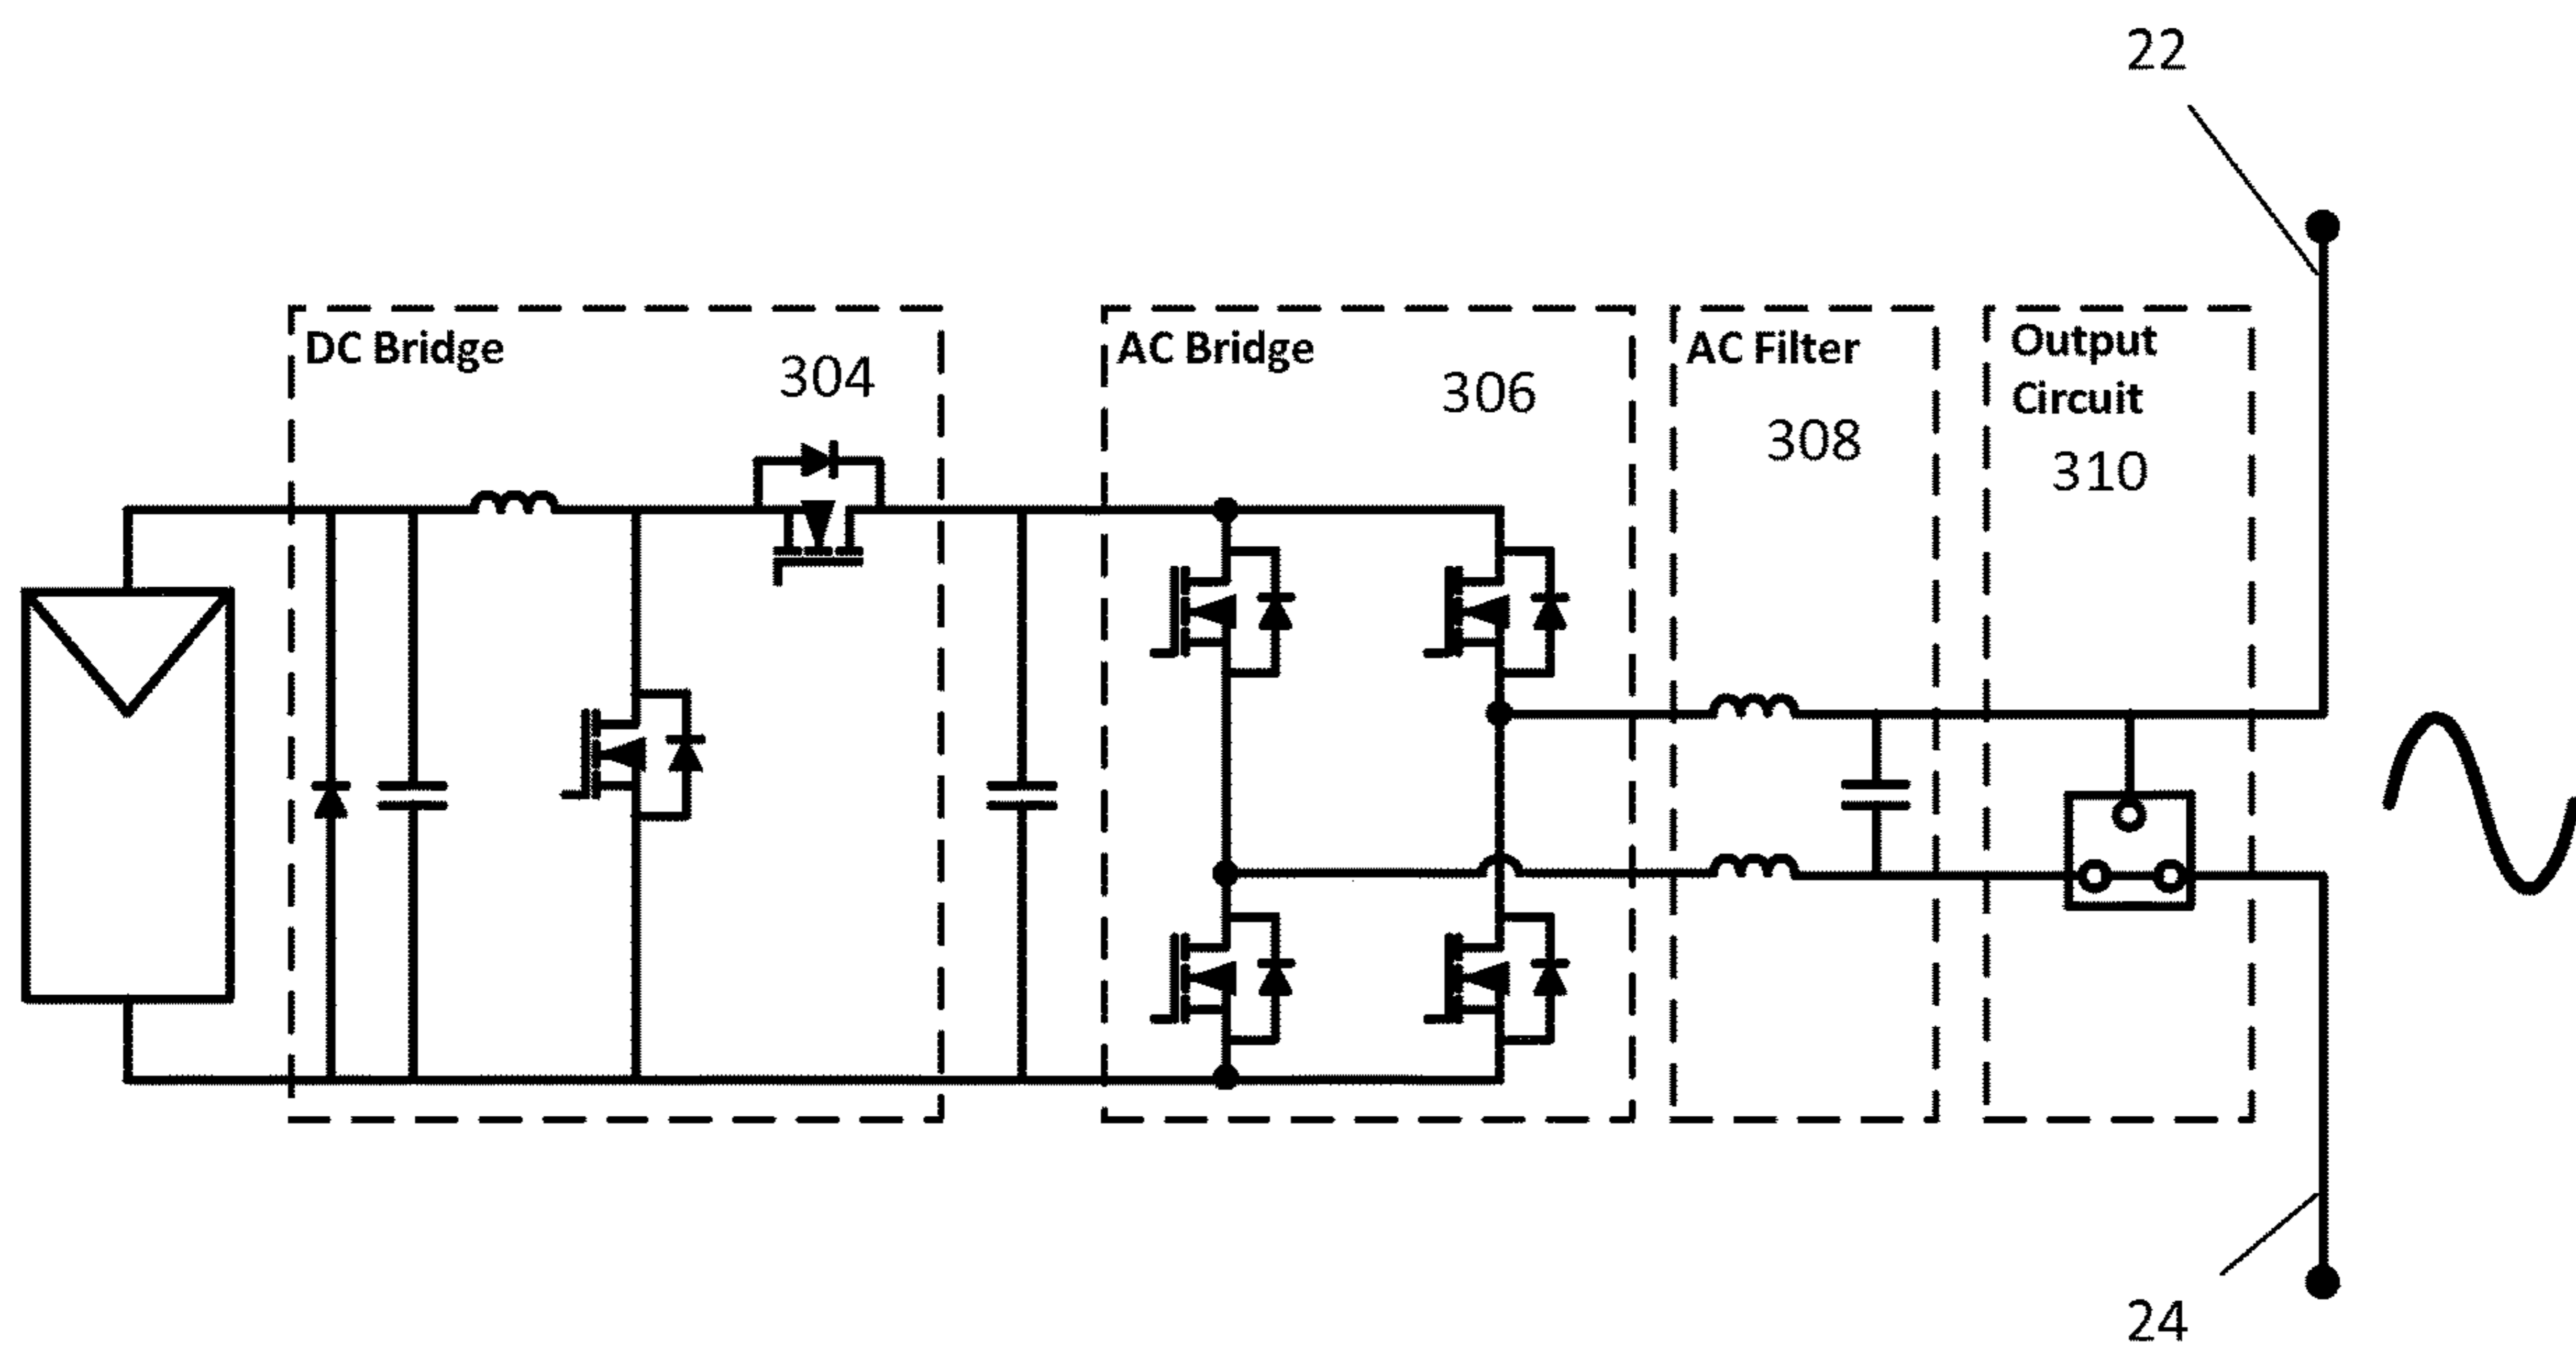 22
DC Bridge
304
AC Bridge
306
AC Filter
308
Output
Circuit
310
24